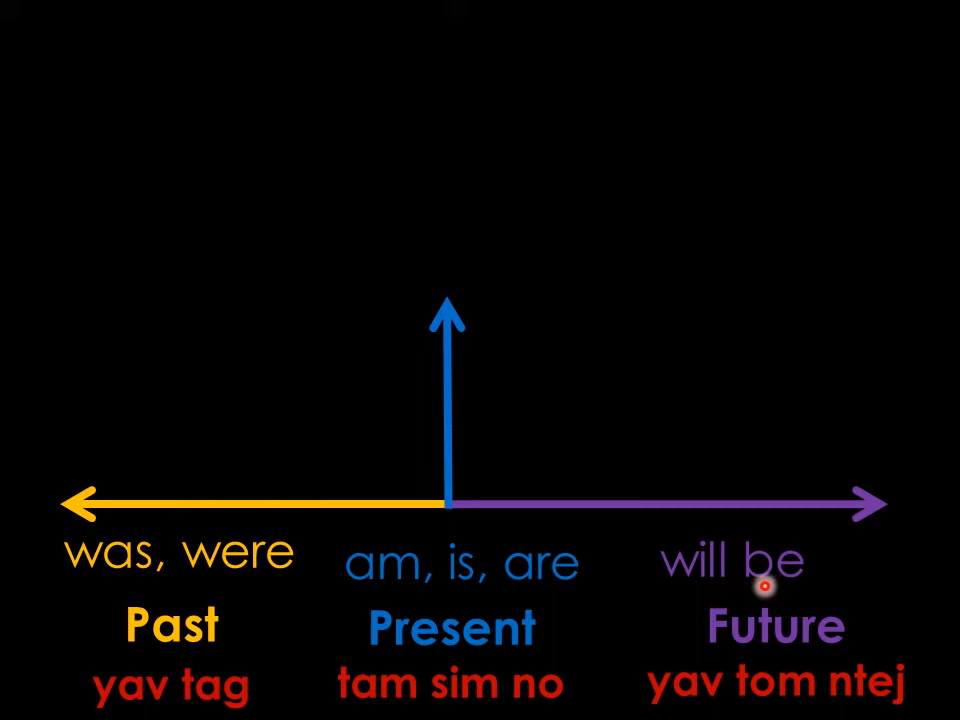 was, were
am, is, are
will be
Past
Present
Future
yav tag
tam sim no
yav tom ntej